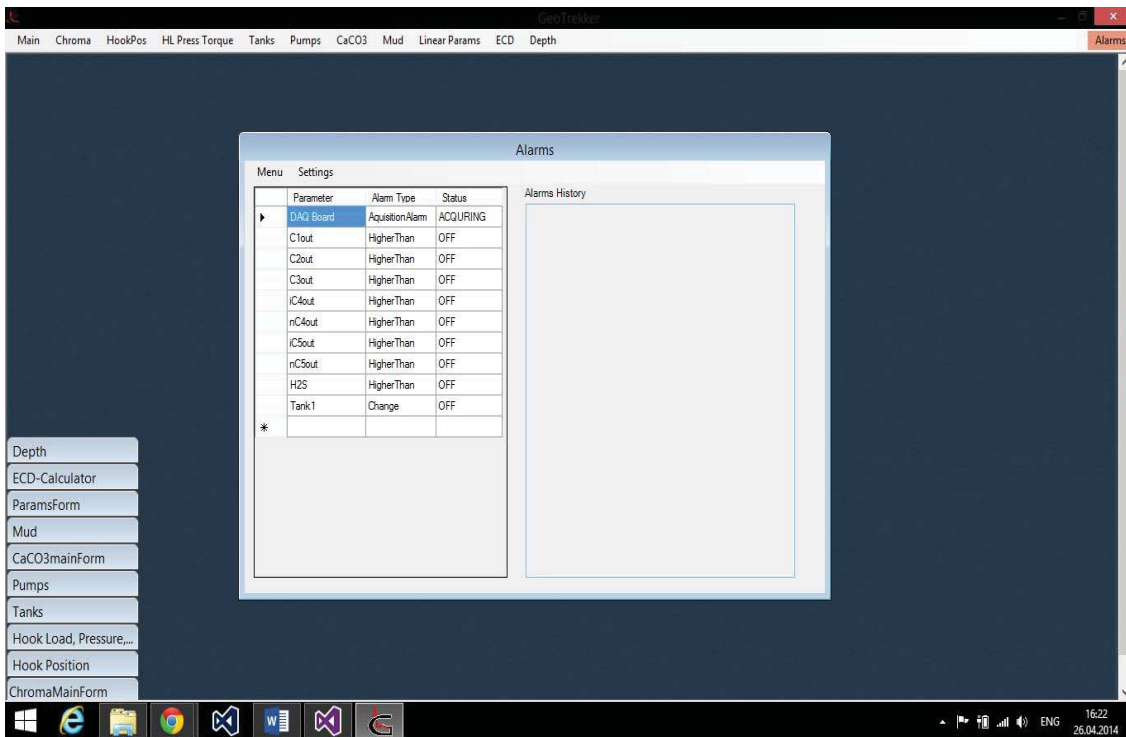 GeoTrekker
Main Chroma HookPos HL Press Torque Tanks Pumps CaCO3 Mud Linear Params ECD Depth Alarms
Alarms
Menu Settings
Parameter Alarm Type Status
DAQ Board AquisitionAlarm ACQURING
C1out HigherThan OFF
C2out HigherThan OFF
C3out HigherThan OFF
iC4out HigherThan OFF
nC4out HigherThan OFF
iC5out HigherThan OFF
nC5out HigherThan OFF
H2S HigherThan OFF
Tank1 Change OFF
Alarms History
Depth
ECD-Calculator
ParamsForm
Mud
CaCO3mainForm
Pumps
Tanks
Hook Load, Pressure,...
Hook Position
ChromaMainForm
ENG
16:22
26.04.2014